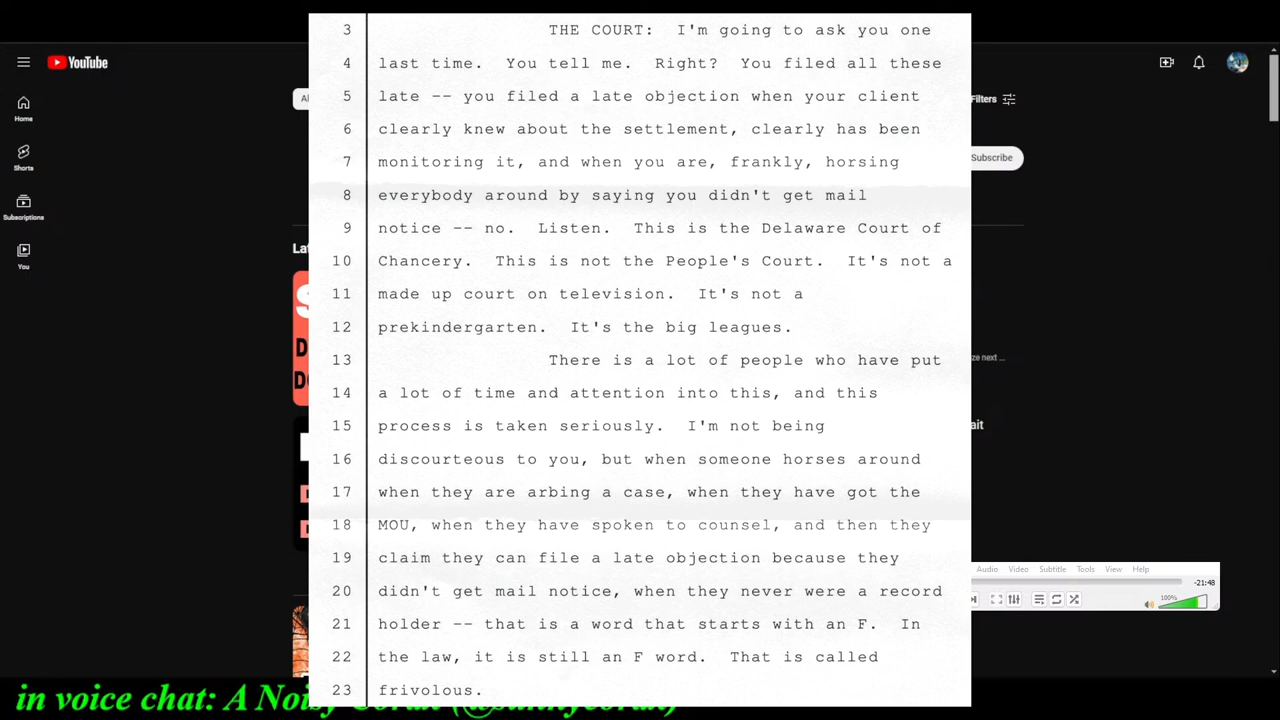 3 THE COURT: I'm going to ask you one
4 last time. You tell me. Right? You filed all these
5 late -- you filed a late objection when your client
6 clearly knew about the settlement, clearly has been
7 monitoring it, and when you are, frankly, horsing
8 everybody around by saying you didn't get mail
9 notice -- no. Listen. This is the Delaware Court of
10 Chancery. This is not the People's Court. It's not a
11 made up court on television. It's not a
12 prekindergarten. It's the big leagues.
13 There is a lot of people who have put
14 a lot of time and attention into this, and this
15 process is taken seriously. I'm not being
16 discourteous to you, but when someone horses around
17 when they are arbing a case, when they have got the
18 MOU, when they have spoken to counsel, and then they
19 claim they can file a late objection because they
20 didn't get mail notice, when they never were a record
21 holder -- that is a word that starts with an F. In
22 the law, it is still an F word. That is called
23 frivolous.
YouTube
Home
Shorts
Subscriptions
You
Filters
Subscribe
Audio Video Subtitle Tools View Help
-21:48
100%
in voice chat: A